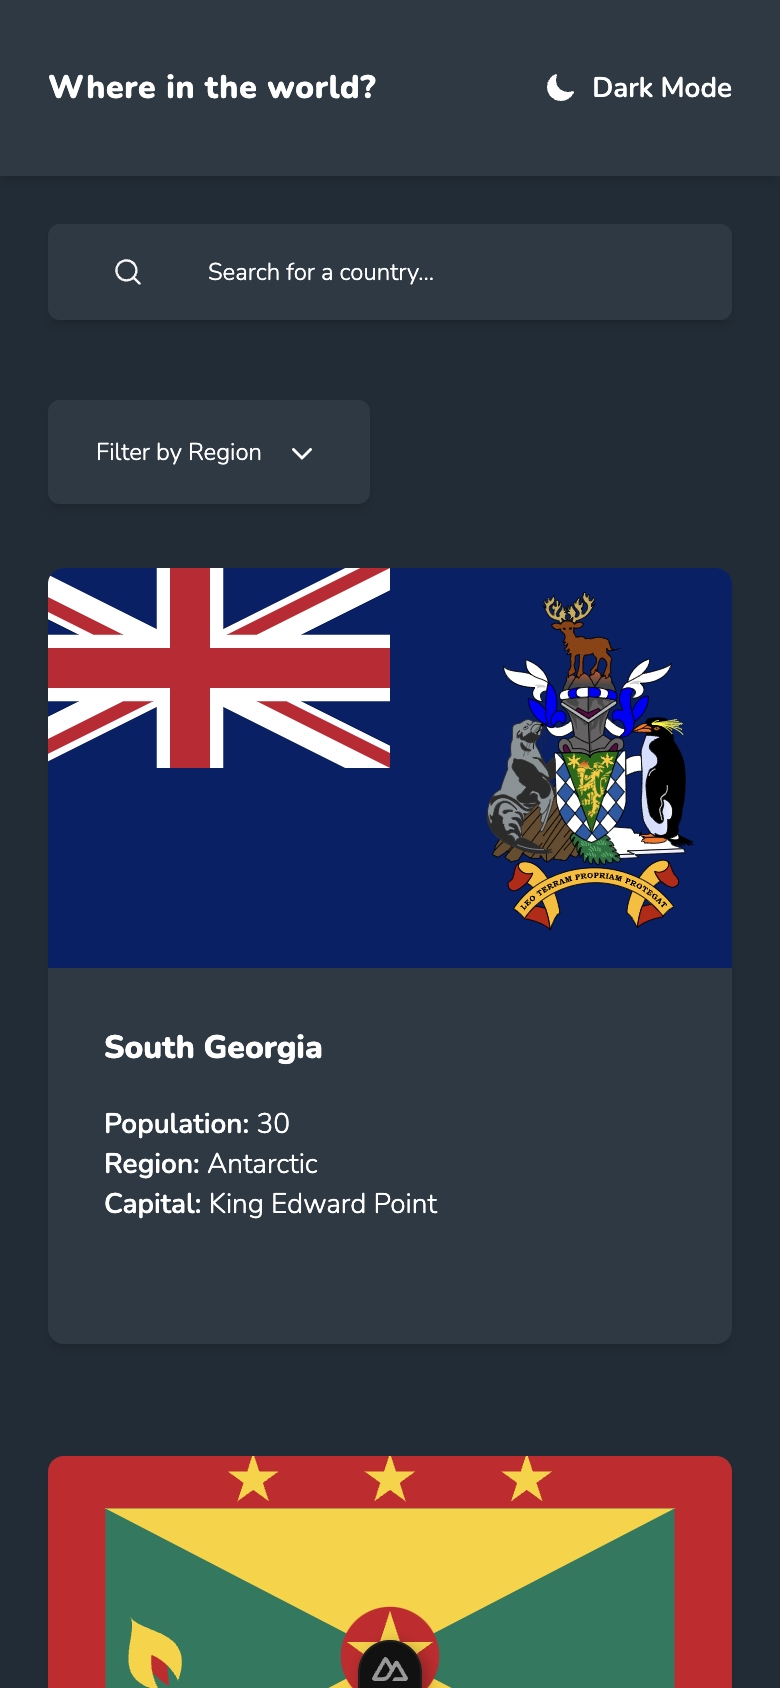 Where in the world?
Dark Mode
Search for a country...
Filter by Region
LEO TERRAM PROPRIAM PROTEGAT
South Georgia
Population: 30
Region: Antarctic
Capital: King Edward Point